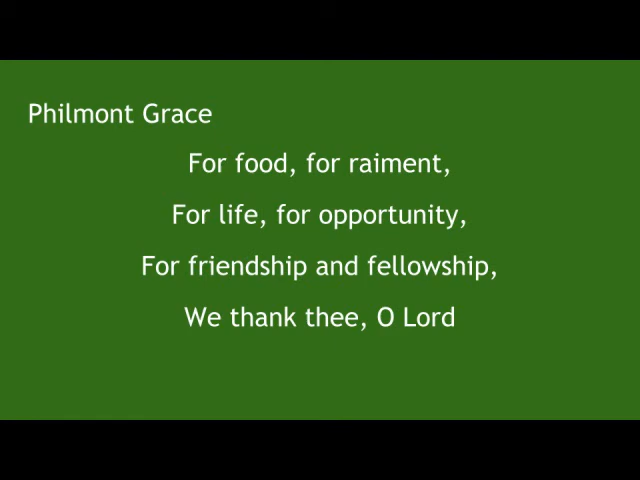 Philmont Grace
For food, for raiment,
For life, for opportunity,
For friendship and fellowship,
We thank thee, O Lord